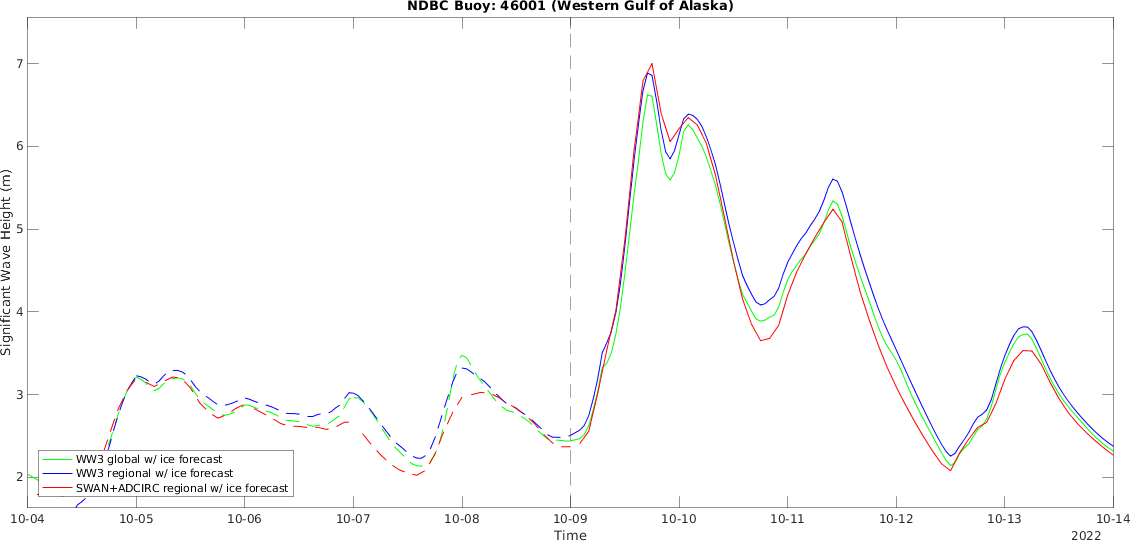 NDBC Buoy: 46001 (Western Gulf of Alaska)
7
6
5
4
3
2
Significant Wave Height (m)
WW3 global w/ ice forecast
WW3 regional w/ ice forecast
SWAN+ADCIRC regional w/ ice forecast
10-04 10-05 10-06 10-07 10-08 10-09 10-10 10-11 10-12 10-13 10-14
Time
2022